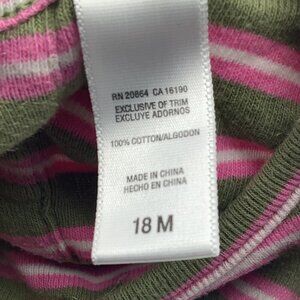 RN 20864 CA 16190
EXCLUSIVE OF TRIM
EXCLUYE ADORNOS
100% COTTON/ALGODON
MADE IN CHINA
HECHO EN CHINA
18 M